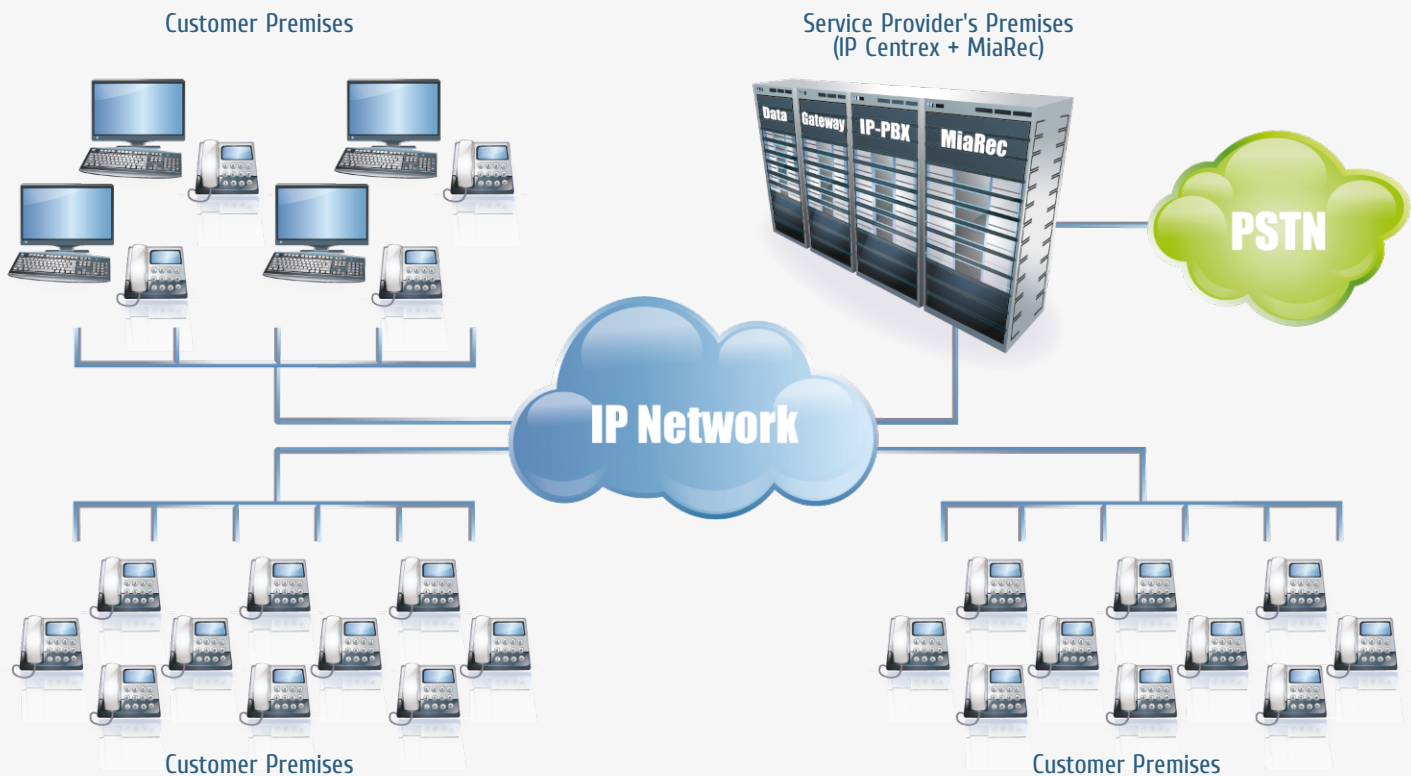 Customer Premises
Service Provider's Premises
(IP Centrex + MiaRec)
Data
Gateway
IP-PBX
MiaRec
PSTN
IP Network
Customer Premises
Customer Premises